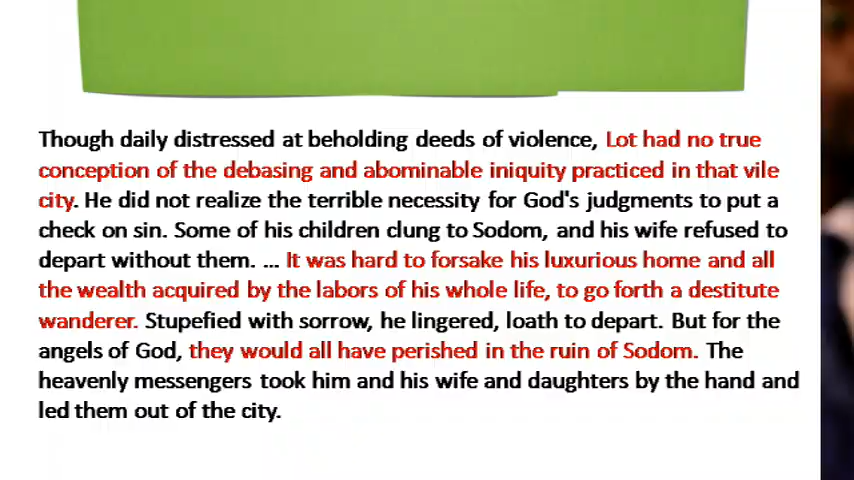 Though daily distressed at beholding deeds of violence, Lot had no true
conception of the debasing and abominable iniquity practiced in that vile
city. He did not realize the terrible necessity for God's judgments to put a
check on sin. Some of his children clung to Sodom, and his wife refused to
depart without them. ... It was hard to forsake his luxurious home and all
the wealth acquired by the labors of his whole life, to go forth a destitute
wanderer. Stupefied with sorrow, he lingered, loath to depart. But for the
angels of God, they would all have perished in the ruin of Sodom. The
heavenly messengers took him and his wife and daughters by the hand and
led them out of the city.